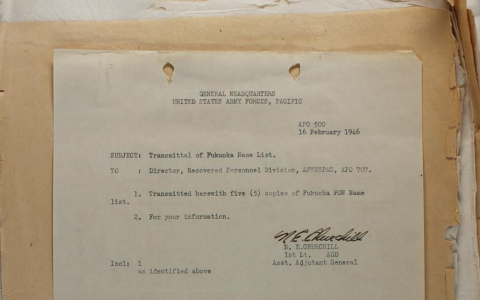 GENERAL HEADQUARTERS
UNITED STATES ARMY FORCES, PACIFIC
APO 500
16 February 1946
SUBJECT: Transmittal of Fukuoka Name List.
TO : Director, Recovered Personnel Division, AFWESPAC, APO 707.
1. Transmitted herewith five (5) copies of Fukuoka POW Name
list.
2. For your information.
N.E. Churchill
N. E. CHURCHILL
1st Lt. AGD
Asst. Adjutant General
Incl: 1
as identified above